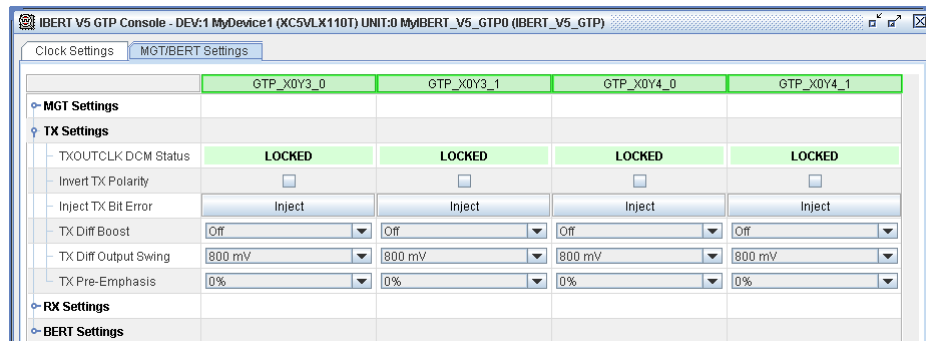 IBERT V5 GTP Console - DEV:1 MyDevice1 (XC5VLX110T) UNIT:0 MyIBERT_V5_GTP0 (IBERT_V5_GTP)
Clock Settings MGT/BERT Settings
GTP_X0Y3_0 GTP_X0Y3_1 GTP_X0Y4_0 GTP_X0Y4_1
MGT Settings
TX Settings
TXOUTCLK DCM Status LOCKED LOCKED LOCKED LOCKED
Invert TX Polarity
Inject TX Bit Error Inject Inject Inject Inject
TX Diff Boost Off Off Off Off
TX Diff Output Swing 800 mV 800 mV 800 mV 800 mV
TX Pre-Emphasis 0% 0% 0% 0%
RX Settings
BERT Settings